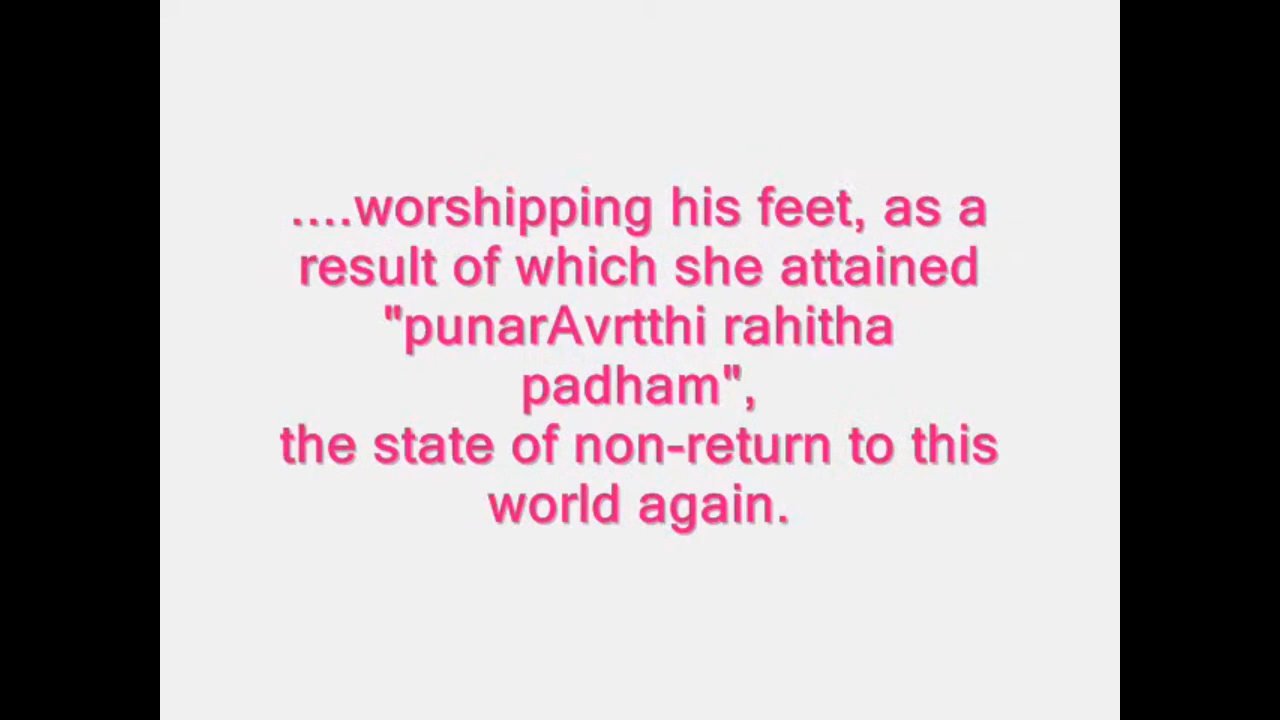 ....worshipping his feet, as a
result of which she attained
"punarAvrtthi rahitha
padham",
the state of non-return to this
world again.